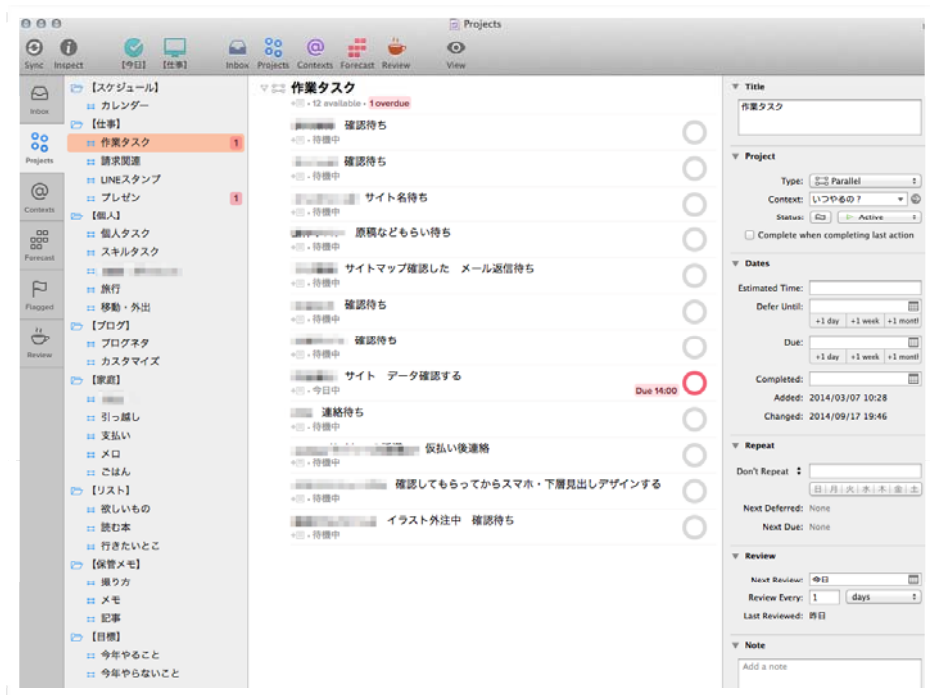 Projects
Sync Inspect 【今日】 【仕事】 Inbox Projects Contexts Forecast Review View
Inbox
Projects
Contexts
Forecast
Flagged
Review
【スケジュール】
カレンダー
【仕事】
作業タスク 1
請求関連
LINEスタンプ
プレゼン 1
【個人】
個人タスク
スキルタスク
旅行
移動・外出
【ブログ】
ブログネタ
カスタマイズ
【家庭】
引っ越し
支払い
メロ
ごはん
【リスト】
欲しいもの
読む本
行きたいとこ
【保管メモ】
撮り方
メモ
記事
【目標】
今年やること
今年やらないこと
作業タスク
• 12 available • 1 overdue
確認待ち
• 待機中
確認待ち
• 待機中
サイト名待ち
• 待機中
原稿などもらい待ち
• 待機中
サイトマップ確認した メール返信待ち
• 待機中
確認待ち
• 待機中
確認待ち
• 待機中
サイト データ確認する
• 今日中 Due 14:00
連絡待ち
• 待機中
仮払い後連絡
• 待機中
確認してもらってからスマホ・下層見出しデザインする
• 待機中
イラスト外注中 確認待ち
• 待機中
Title
作業タスク
Project
Type: Parallel
Context: いつやるの？
Status: Active
Complete when completing last action
Dates
Estimated Time:
Defer Until:
+1 day +1 week +1 month
Due:
+1 day +1 week +1 month
Completed:
Added: 2014/03/07 10:28
Changed: 2014/09/17 19:46
Repeat
Don't Repeat
日 月 火 水 木 金 土
Next Deferred: None
Next Due: None
Review
Next Review: 今日
Review Every: 1 days
Last Reviewed: 昨日
Note
Add a note